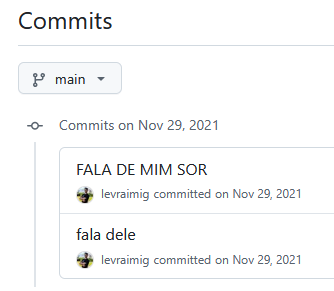 Commits
main
Commits on Nov 29, 2021
FALA DE MIM SOR
levraimig committed on Nov 29, 2021
fala dele
levraimig committed on Nov 29, 2021